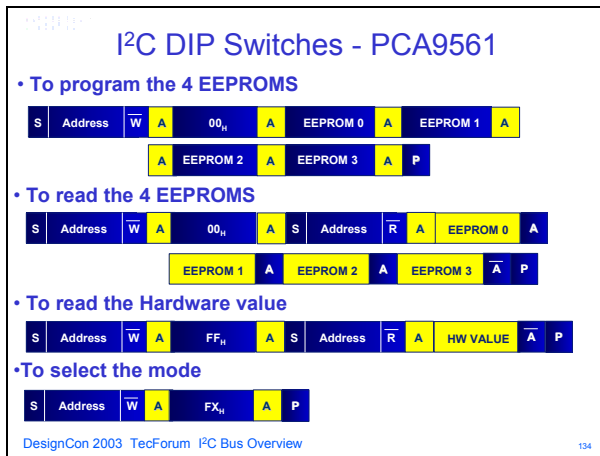 I²C DIP Switches - PCA9561
• To program the 4 EEPROMS
S Address W̅ A 00H A EEPROM 0 A EEPROM 1 A
A EEPROM 2 A EEPROM 3 A P
• To read the 4 EEPROMS
S Address W̅ A 00H A S Address R̅ A EEPROM 0 A
EEPROM 1 A EEPROM 2 A EEPROM 3 A̅ P
• To read the Hardware value
S Address W̅ A FFH A S Address R̅ A HW VALUE A̅ P
•To select the mode
S Address W̅ A FXH A P
DesignCon 2003 TecForum I²C Bus Overview 134